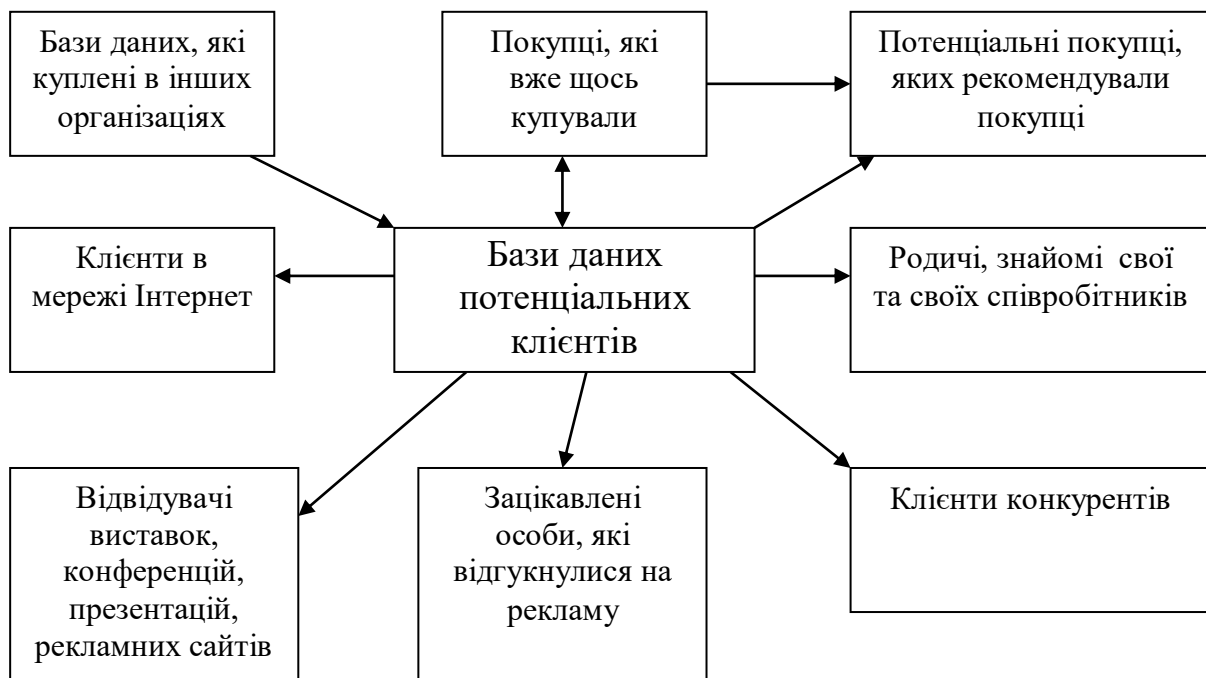 Бази даних, які
куплені в інших
організаціях
Покупці, які
вже щось
купували
Потенціальні покупці,
яких рекомендували
покупці
Клієнти в
мережі Інтернет
Бази даних
потенціальних
клієнтів
Родичі, знайомі свої
та своїх співробітників
Відвідувачі
виставок,
конференцій,
презентацій,
рекламних сайтів
Зацікавлені
особи, які
відгукнулися на
рекламу
Клієнти конкурентів